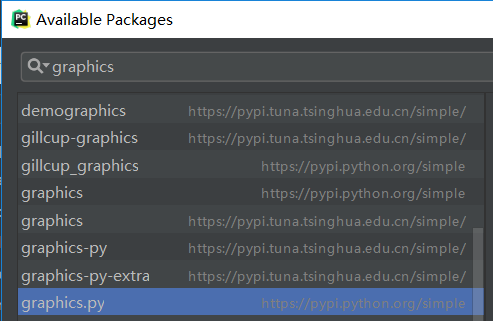 PC Available Packages
graphics
demographics https://pypi.tuna.tsinghua.edu.cn/simple/
gillcup-graphics https://pypi.tuna.tsinghua.edu.cn/simple/
gillcup_graphics https://pypi.python.org/simple
graphics https://pypi.python.org/simple
graphics https://pypi.tuna.tsinghua.edu.cn/simple/
graphics-py https://pypi.tuna.tsinghua.edu.cn/simple/
graphics-py-extra https://pypi.tuna.tsinghua.edu.cn/simple/
graphics.py https://pypi.python.org/simple